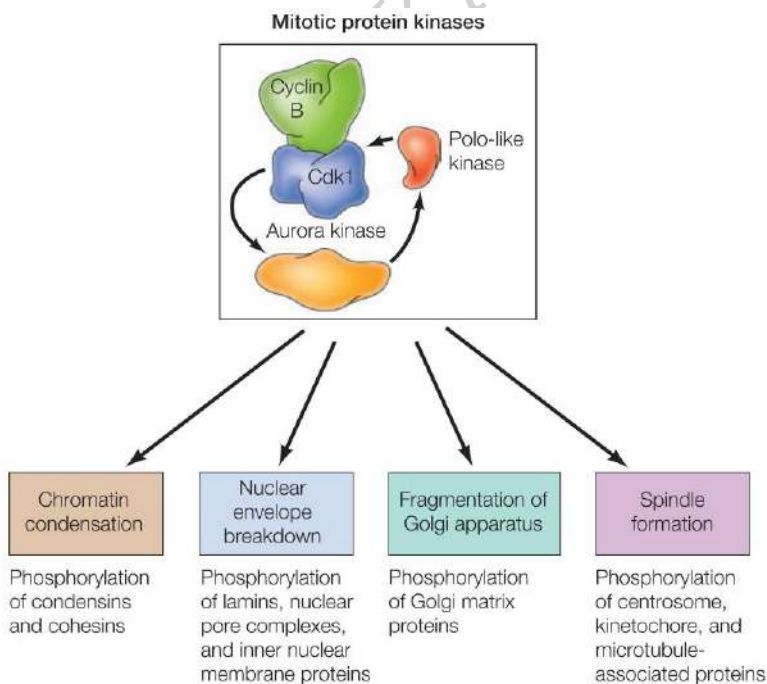 Mitotic protein kinases
Cyclin
B
Cdk1
Polo-like
kinase
Aurora kinase
Chromatin
condensation
Nuclear
envelope
breakdown
Fragmentation of
Golgi apparatus
Spindle
formation
Phosphorylation
of condensins
and cohesins
Phosphorylation
of lamins, nuclear
pore complexes,
and inner nuclear
membrane proteins
Phosphorylation
of Golgi matrix
proteins
Phosphorylation
of centrosome,
kinetochore, and
microtubule-
associated proteins